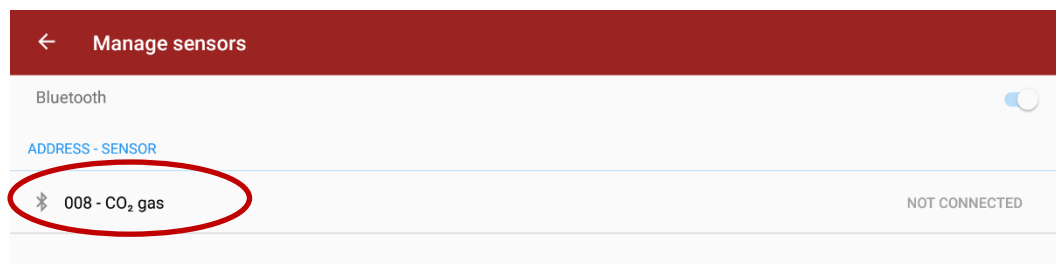 Manage sensors
Bluetooth
ADDRESS - SENSOR
008 - CO₂ gas NOT CONNECTED